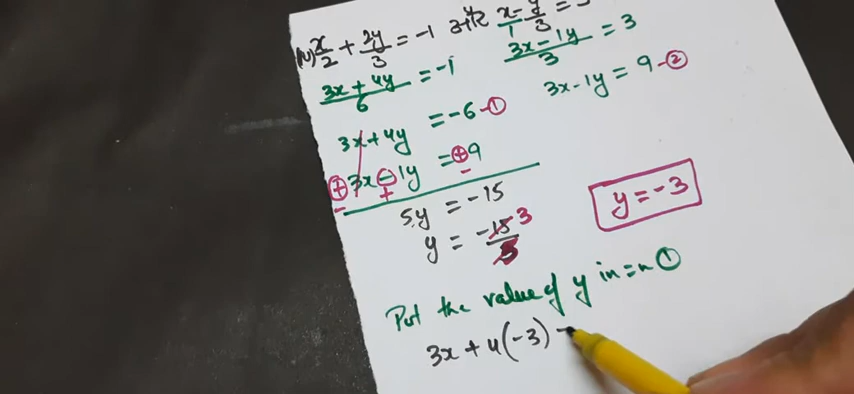 (iv) x/2 + 2y/3 = -1 और x/1 - y/3 = 3
3x + 4y/6 = -1
3x - 1y/3 = 3
3x - 1y = 9 - ②
3x + 4y = -6 - ①
3x - 1y = + 9
+ - + -
5y = -15
y = -15/5 3
y = -3
Put the value of y in =n ①
3x + 4(-3) =